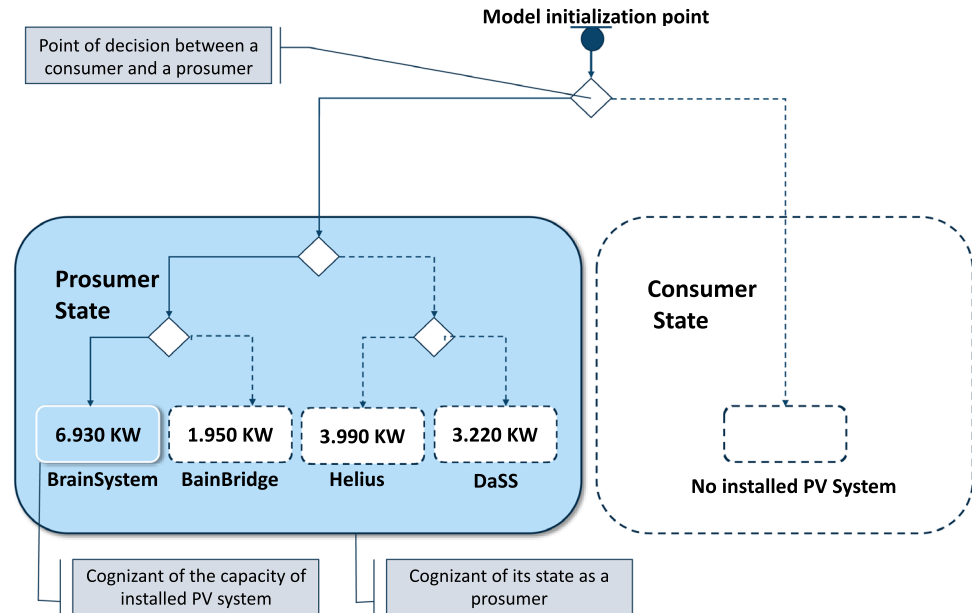 Model initialization point
Point of decision between a
consumer and a prosumer
Prosumer
State
Consumer
State
6.930 KW
1.950 KW
3.990 KW
3.220 KW
BrainSystem
BainBridge
Helius
DaSS
No installed PV System
Cognizant of the capacity of
installed PV system
Cognizant of its state as a
prosumer